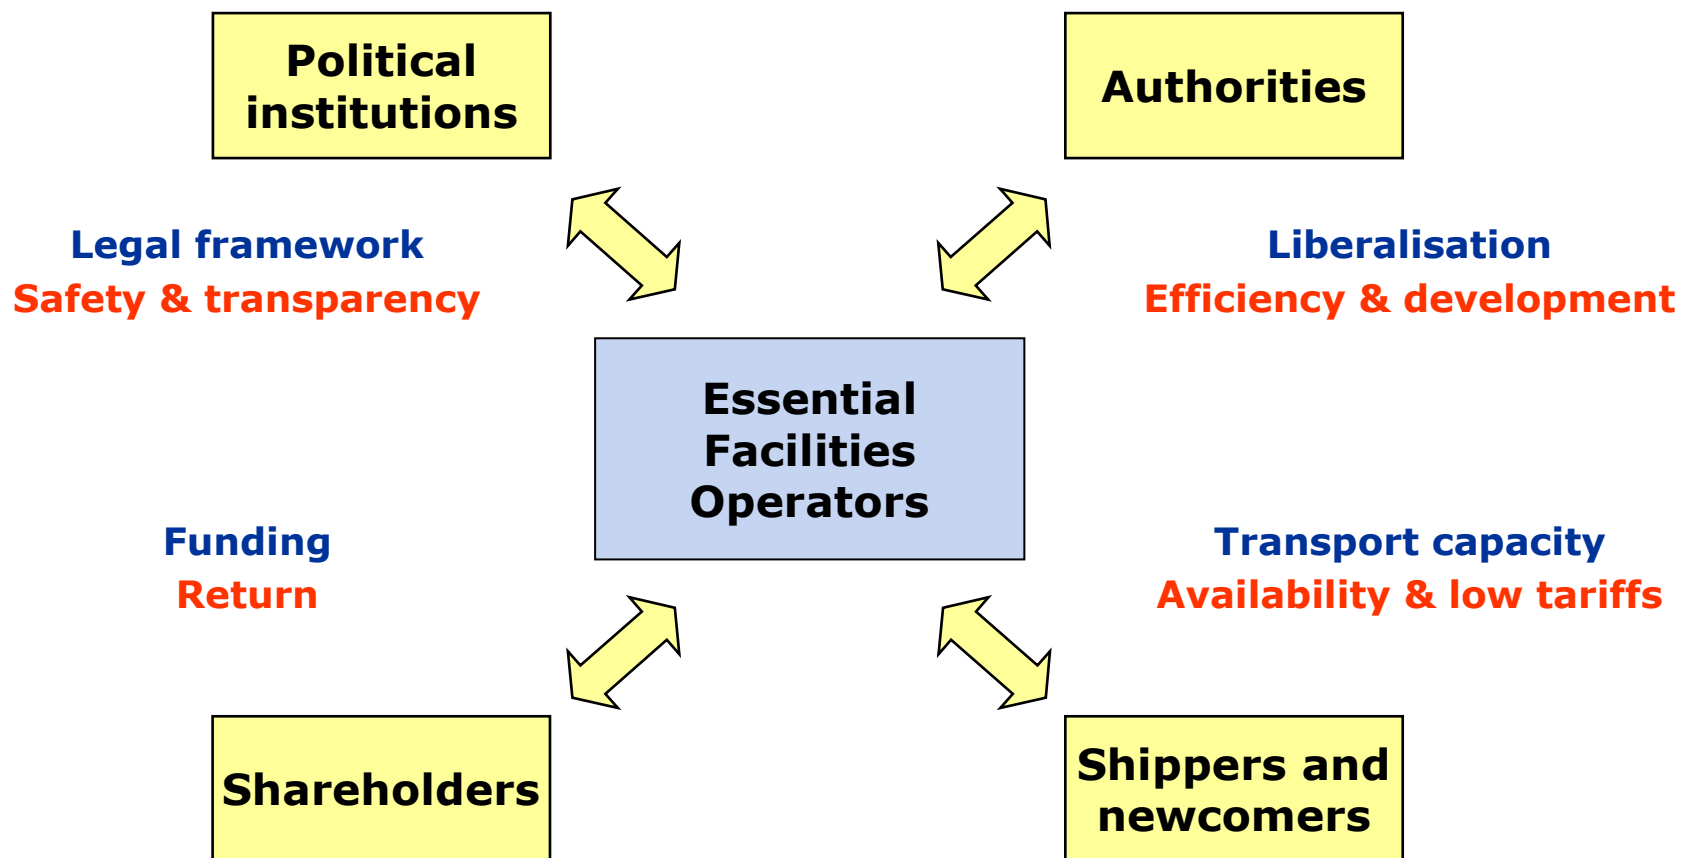 Political
institutions
Authorities
Legal framework
Safety & transparency
Liberalisation
Efficiency & development
Essential
Facilities
Operators
Funding
Return
Transport capacity
Availability & low tariffs
Shareholders
Shippers and
newcomers